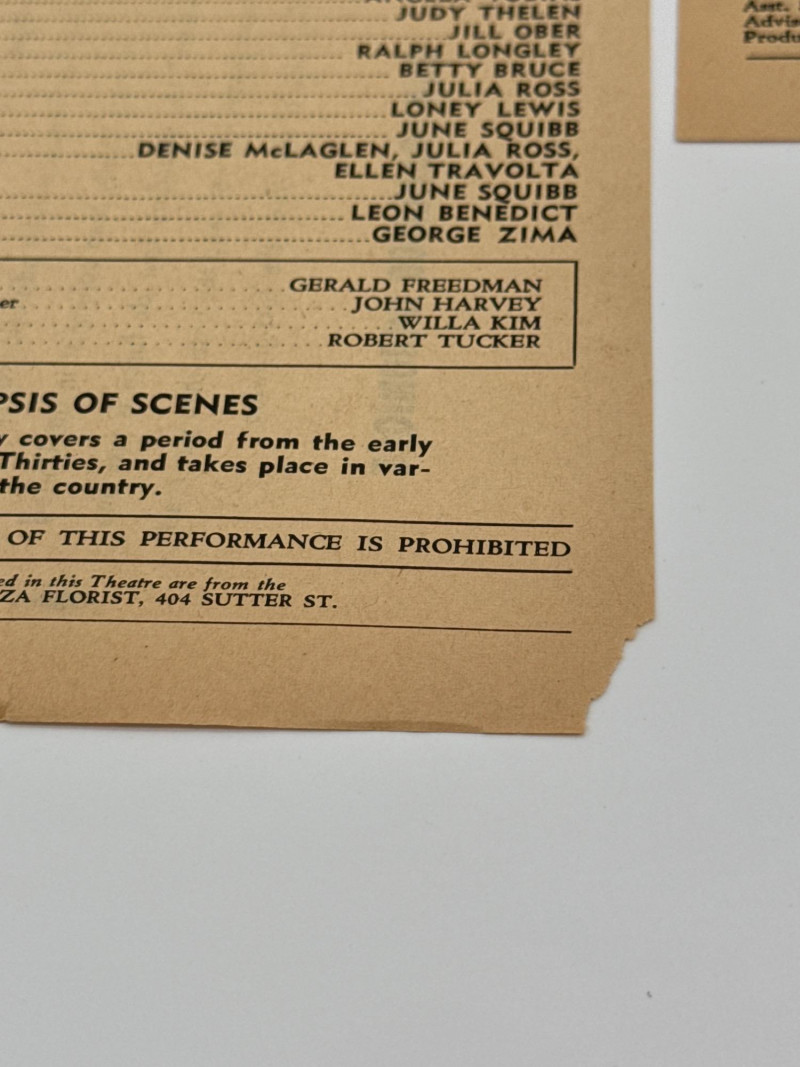 JUDY THELEN
JILL OBER
RALPH LONGLEY
BETTY BRUCE
JULIA ROSS
LONEY LEWIS
JUNE SQUIBB
DENISE McLAGLEN, JULIA ROSS,
ELLEN TRAVOLTA
JUNE SQUIBB
LEON BENEDICT
GEORGE ZIMA
GERALD FREEDMAN
er JOHN HARVEY
WILLA KIM
ROBERT TUCKER
PSIS OF SCENES
y covers a period from the early
Thirties, and takes place in var-
the country.
OF THIS PERFORMANCE IS PROHIBITED
ed in this Theatre are from the
ZA FLORIST, 404 SUTTER ST.
Asst.
Advis
Produ